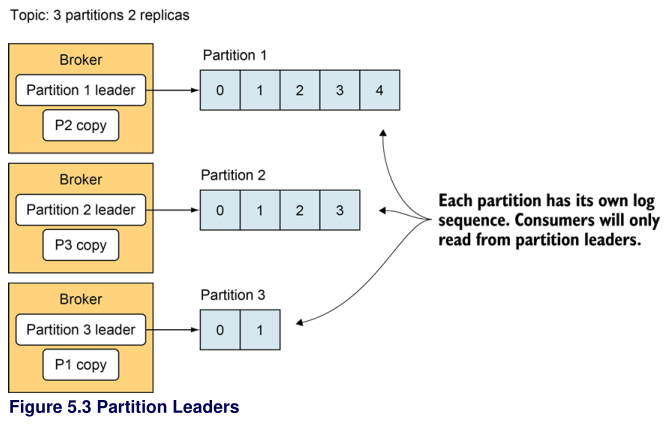 Topic: 3 partitions 2 replicas
Broker
Partition 1 leader
P2 copy
Partition 1
0 1 2 3 4
Broker
Partition 2 leader
P3 copy
Partition 2
0 1 2 3
Each partition has its own log
sequence. Consumers will only
read from partition leaders.
Broker
Partition 3 leader
P1 copy
Partition 3
0 1
Figure 5.3 Partition Leaders